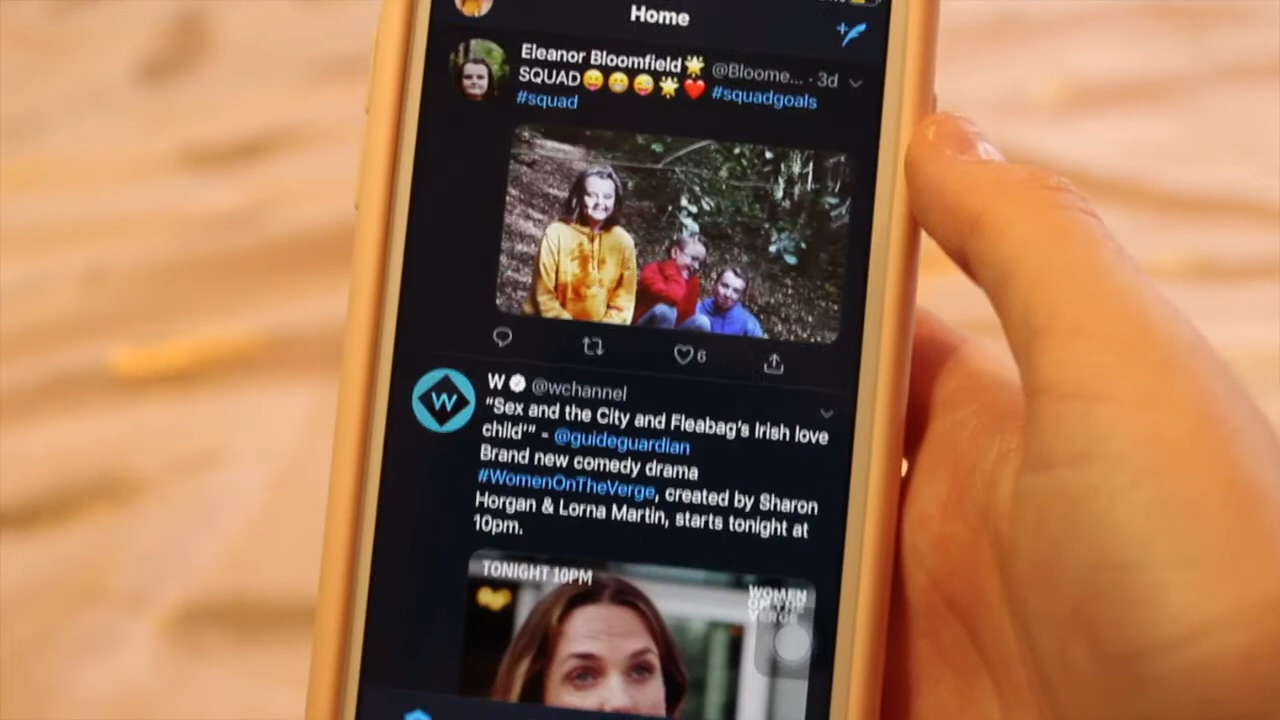 Home
Eleanor Bloomfield🌟 @Bloome... · 3d
SQUAD😛😁😜🌟❤️ #squadgoals
#squad
6
W @wchannel
W
“Sex and the City and Fleabag’s Irish love
child’” - @guideguardian
Brand new comedy drama
#WomenOnTheVerge, created by Sharon
Horgan & Lorna Martin, starts tonight at
10pm.
TONIGHT 10PM
WOMEN
ON THE
VERGE